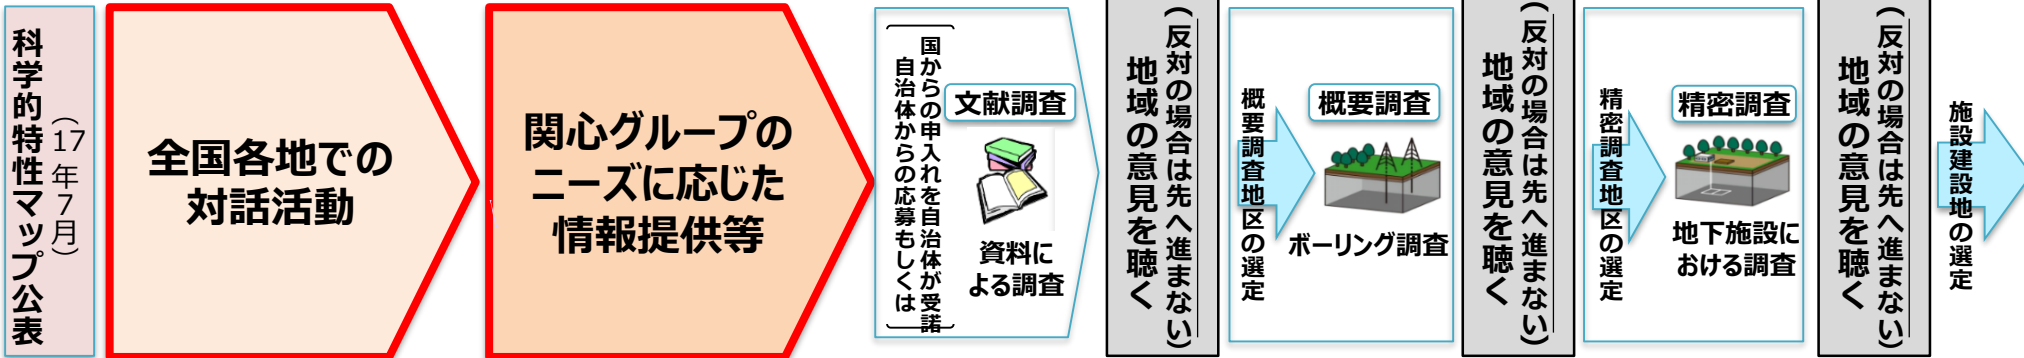 科学的特性マップ公表
（17年7月）
全国各地での
対話活動
関心グループの
ニーズに応じた
情報提供等
国からの申入れを自治体が受諾
自治体からの応募もしくは
文献調査
資料に
よる調査
（反対の場合は先へ進まない）
地域の意見を聴く
概要調査地区の選定
概要調査
ボーリング調査
（反対の場合は先へ進まない）
地域の意見を聴く
精密調査地区の選定
精密調査
地下施設に
おける調査
（反対の場合は先へ進まない）
地域の意見を聴く
施設建設地の選定